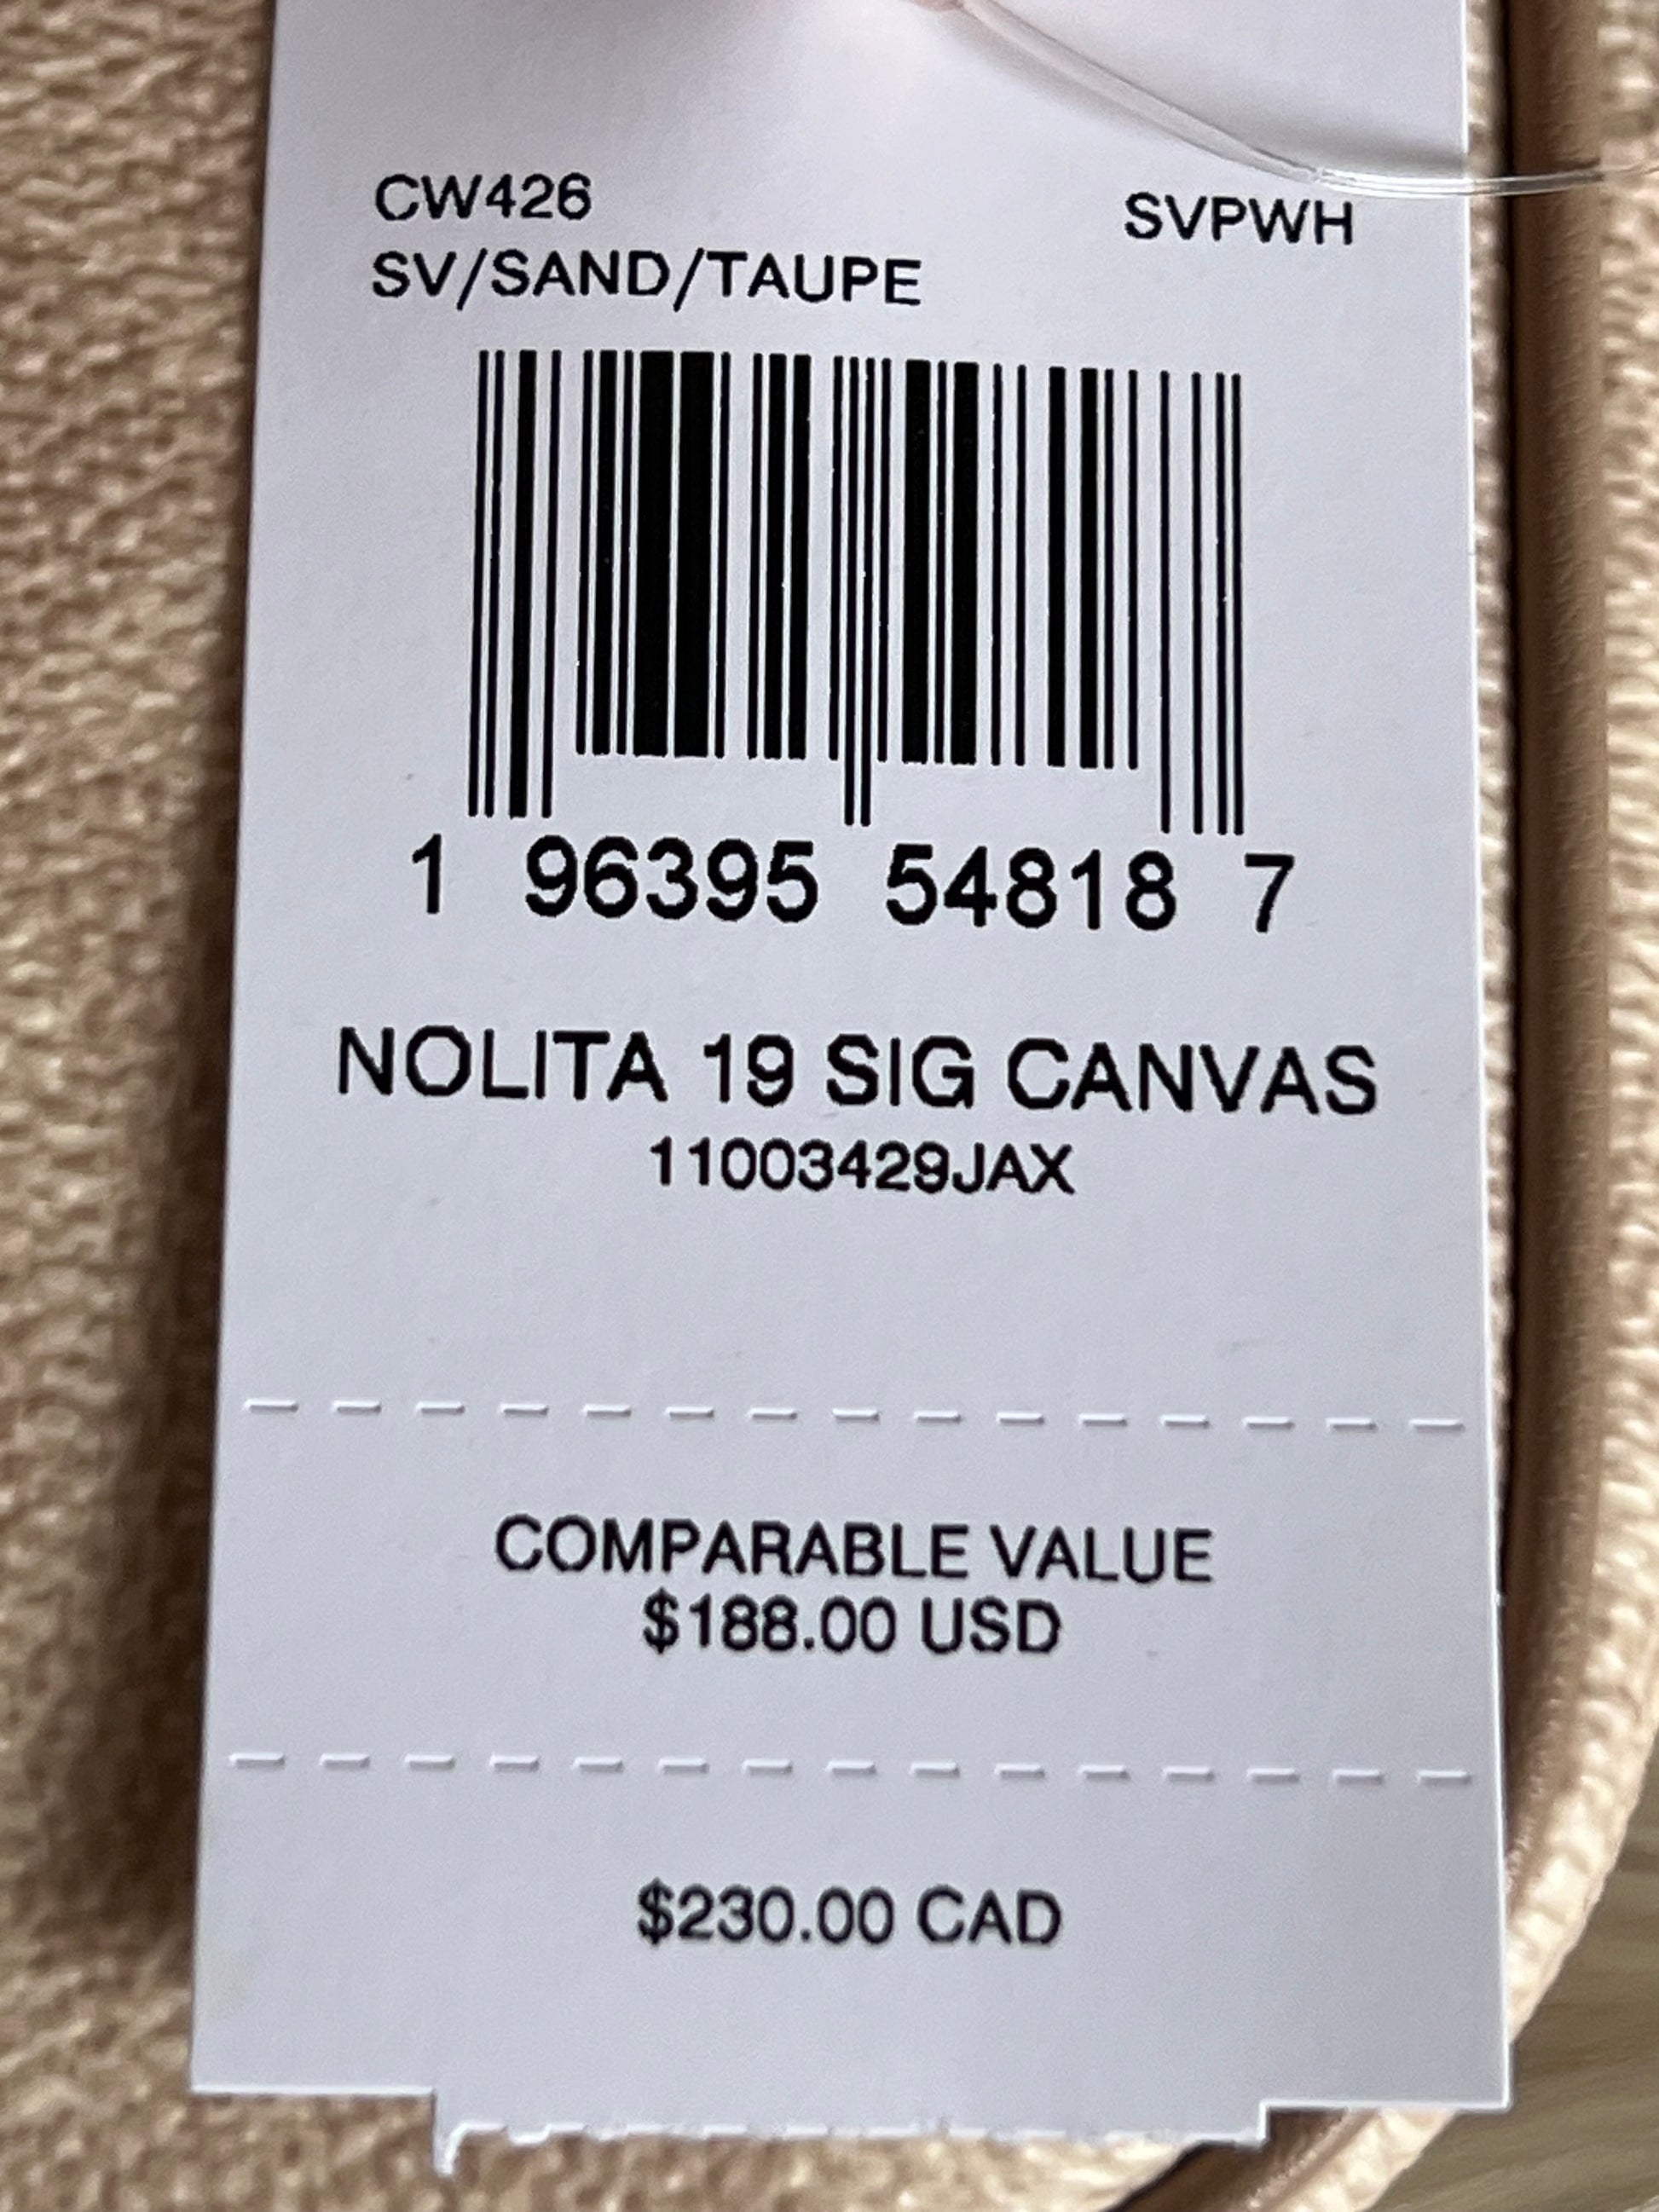 CW426 SVPWH
SV/SAND/TAUPE
1 96395 54818 7
NOLITA 19 SIG CANVAS
11003429JAX
COMPARABLE VALUE
$188.00 USD
$230.00 CAD